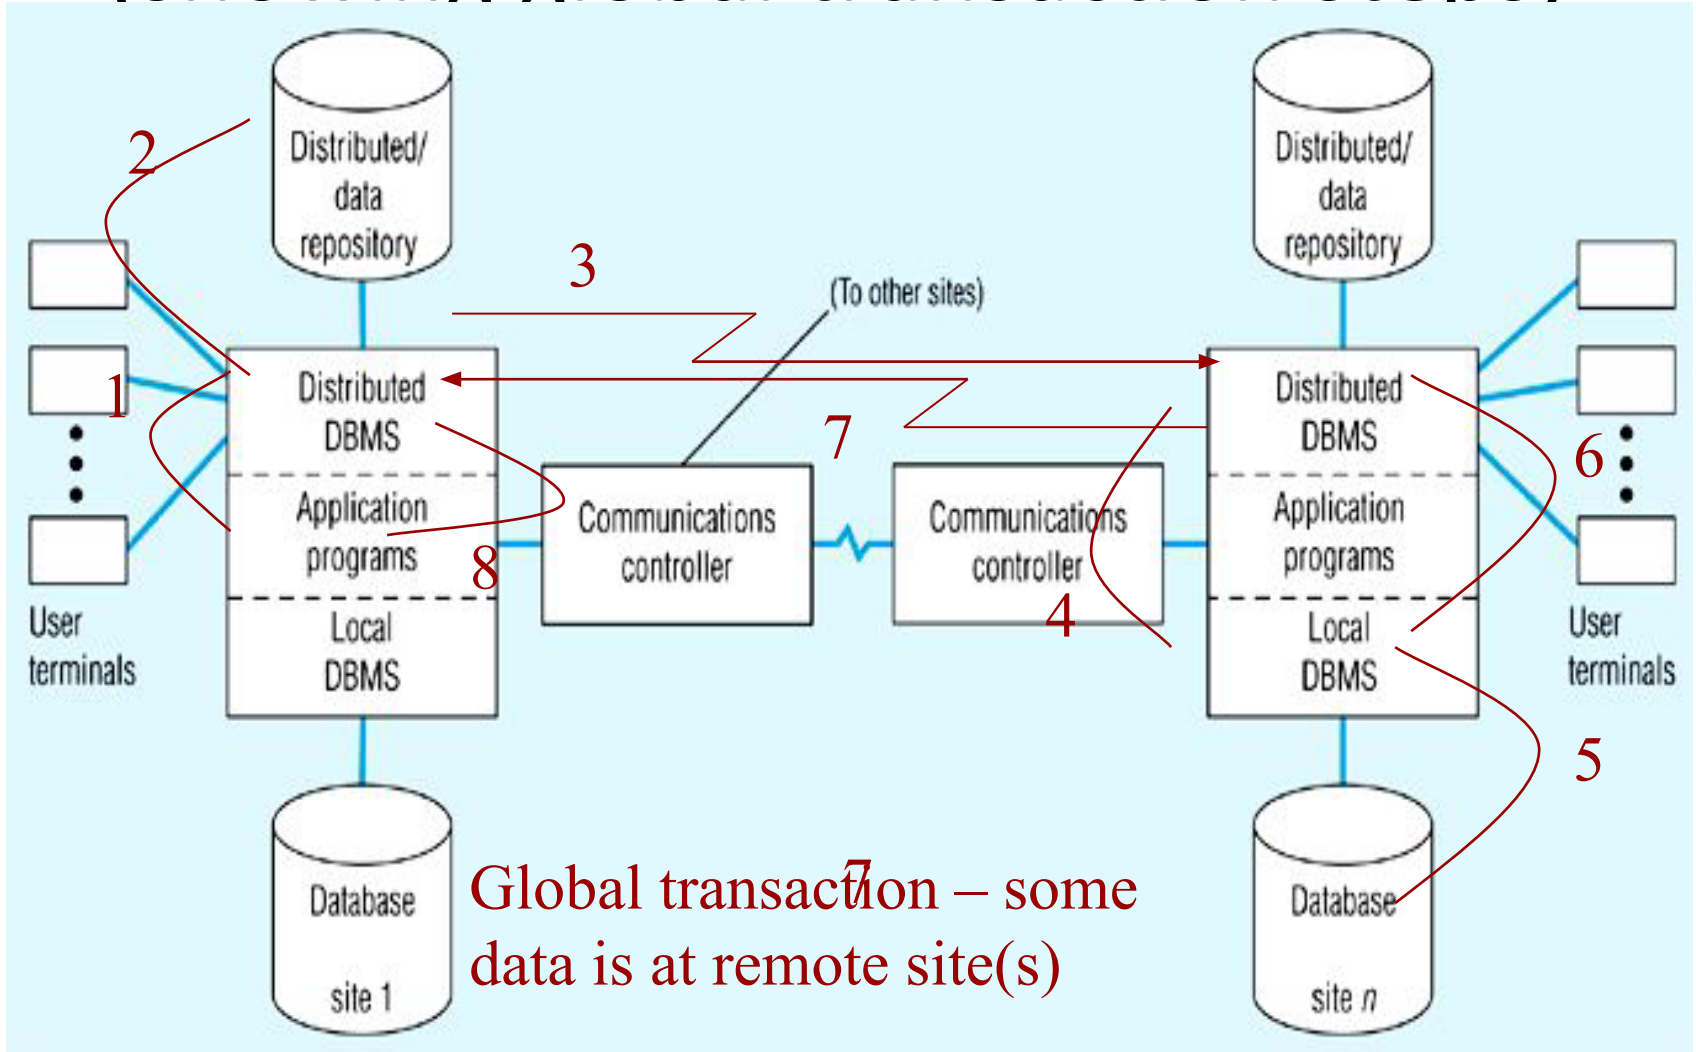 Distributed/
data
repository
Distributed/
data
repository
2
3
(To other sites)
1
Distributed
DBMS
Application
programs
Local
DBMS
7
Communications
controller
Communications
controller
8
4
Distributed
DBMS
Application
programs
Local
DBMS
6
5
User
terminals
User
terminals
Database
site 1
7
Global transaction – some
data is at remote site(s)
Database
site n